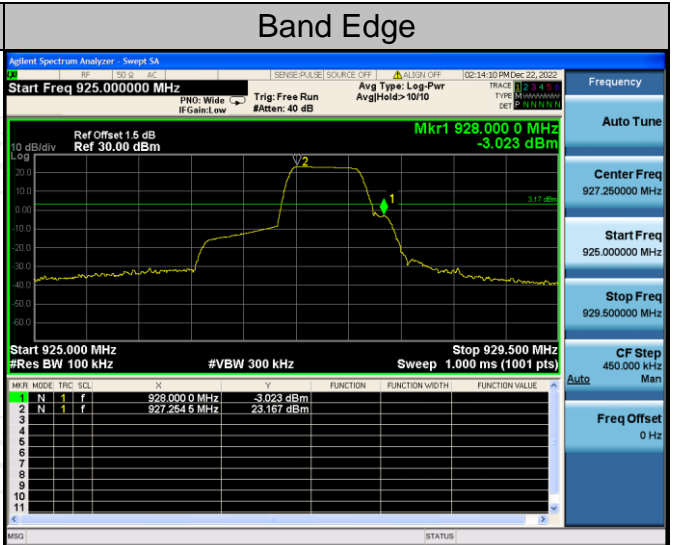 Band Edge
Agilent Spectrum Analyzer - Swept SA
RF 50 Ω AC SENSE:PULSE SOURCE OFF ALIGN OFF 02:14:10 PM Dec 22, 2022
Start Freq 925.000000 MHz
PNO: Wide
IFGain:Low
Trig: Free Run
#Atten: 40 dB
Avg Type: Log-Pwr
Avg|Hold:> 10/10
TRACE 1 2 3 4 5 6
TYPE
DET P N N N N N
Ref Offset 1.5 dB
10 dB/div Ref 30.00 dBm
Log
Mkr1 928.000 0 MHz
-3.023 dBm
2
20.0
10.0
1
3.17 dBm
0.00
-10.0
-20.0
-30.0
-40.0
-50.0
-60.0
Start 925.000 MHz Stop 929.500 MHz
#Res BW 100 kHz #VBW 300 kHz Sweep 1.000 ms (1001 pts)
MKR MODE TRC SCL X Y FUNCTION FUNCTION WIDTH FUNCTION VALUE
1 N 1 f 928.000 0 MHz -3.023 dBm
2 N 1 f 927.254 5 MHz 23.167 dBm
3
4
5
6
7
8
9
10
11
MSG STATUS
Frequency
Auto Tune
Center Freq
927.250000 MHz
Start Freq
925.000000 MHz
Stop Freq
929.500000 MHz
CF Step
450.000 kHz
Auto Man
Freq Offset
0 Hz